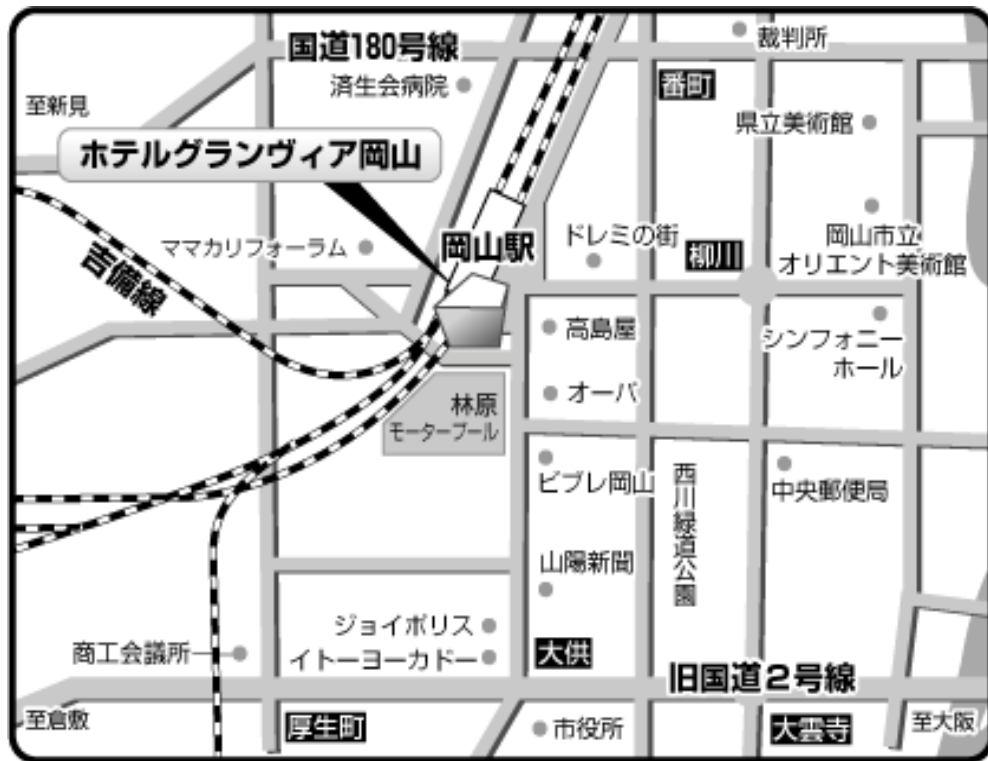 国道180号線
裁判所
済生会病院
番町
至新見
県立美術館
ホテルグランヴィア岡山
岡山駅
ドレミの街
岡山市立
オリエント美術館
ママカリフォーラム
柳川
吉備線
高島屋
シンフォニー
ホール
オーパ
林原
モータープール
ビブレ岡山
西川緑道公園
中央郵便局
山陽新聞
ジョイポリス
商工会議所
イトーヨーカドー
大供
旧国道2号線
至倉敷
厚生町
市役所
大雲寺
至大阪